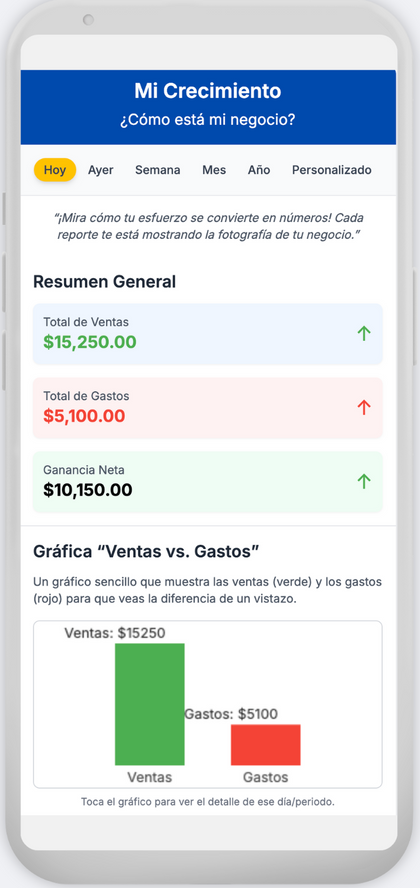 Mi Crecimiento
¿Cómo está mi negocio?
Hoy Ayer Semana Mes Año Personalizado
“¡Mira cómo tu esfuerzo se convierte en números! Cada
reporte te está mostrando la fotografía de tu negocio.”
Resumen General
Total de Ventas
$15,250.00
Total de Gastos
$5,100.00
Ganancia Neta
$10,150.00
Gráfica “Ventas vs. Gastos”
Un gráfico sencillo que muestra las ventas (verde) y los gastos
(rojo) para que veas la diferencia de un vistazo.
Ventas: $15250
Gastos: $5100
Ventas Gastos
Toca el gráfico para ver el detalle de ese día/periodo.